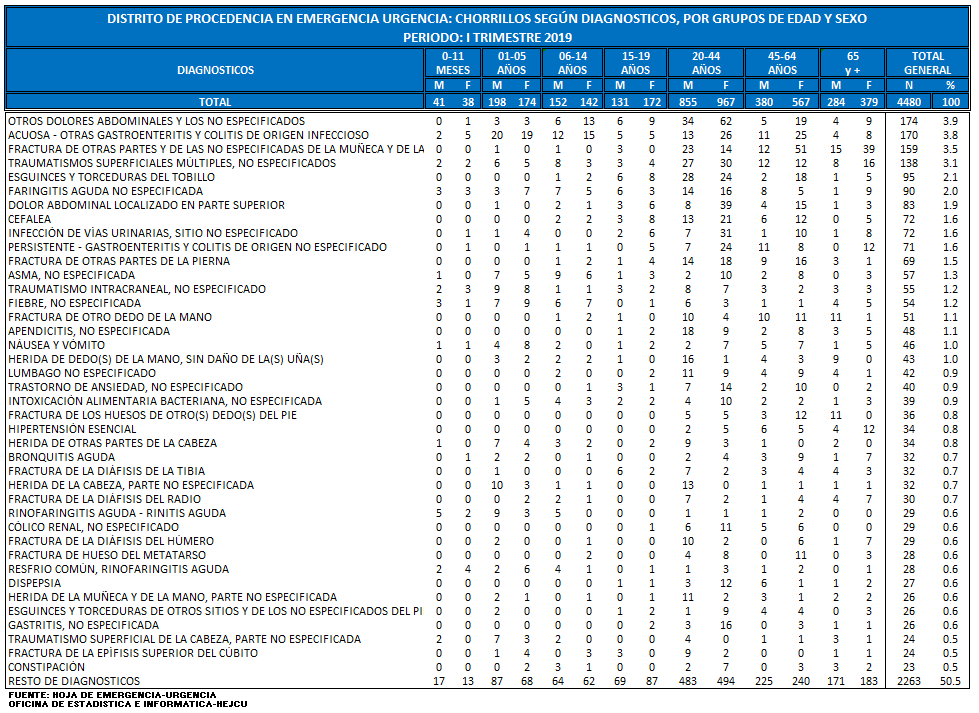 DISTRITO DE PROCEDENCIA EN EMERGENCIA URGENCIA: CHORRILLOS SEGÚN DIAGNOSTICOS, POR GRUPOS DE EDAD Y SEXO
PERIODO: I TRIMESTRE 2019
DIAGNOSTICOS 0-11 MESES 01-05 AÑOS 06-14 AÑOS 15-19 AÑOS 20-44 AÑOS 45-64 AÑOS 65 y + TOTAL GENERAL
M F M F M F M F M F M F M F N %
TOTAL 41 38 198 174 152 142 131 172 855 967 380 567 284 379 4480 100
OTROS DOLORES ABDOMINALES Y LOS NO ESPECIFICADOS 0 1 3 3 6 13 6 9 34 62 5 19 4 9 174 3.9
ACUOSA - OTRAS GASTROENTERITIS Y COLITIS DE ORIGEN INFECCIOSO 2 5 20 19 12 15 5 5 13 26 11 25 4 8 170 3.8
FRACTURA DE OTRAS PARTES Y DE LAS NO ESPECIFICADAS DE LA MUÑECA Y DE LA 0 0 1 0 1 0 3 0 23 14 12 51 15 39 159 3.5
TRAUMATISMOS SUPERFICIALES MÚLTIPLES, NO ESPECIFICADOS 2 2 6 5 8 3 3 4 27 30 12 12 8 16 138 3.1
ESGUINCES Y TORCEDURAS DEL TOBILLO 0 0 0 0 1 2 6 8 28 24 2 18 1 5 95 2.1
FARINGITIS AGUDA NO ESPECIFICADA 3 3 3 7 7 5 6 3 14 16 8 5 1 9 90 2.0
DOLOR ABDOMINAL LOCALIZADO EN PARTE SUPERIOR 0 0 1 0 2 1 3 6 8 39 4 15 1 3 83 1.9
CEFALEA 0 0 0 0 2 2 3 8 13 21 6 12 0 5 72 1.6
INFECCIÓN DE VÍAS URINARIAS, SITIO NO ESPECIFICADO 0 1 1 4 0 0 2 6 7 31 1 10 1 8 72 1.6
PERSISTENTE - GASTROENTERITIS Y COLITIS DE ORIGEN NO ESPECIFICADO 0 1 0 1 1 1 0 5 7 24 11 8 0 12 71 1.6
FRACTURA DE OTRAS PARTES DE LA PIERNA 0 0 0 0 1 2 1 4 14 18 9 16 3 1 69 1.5
ASMA, NO ESPECIFICADA 1 0 7 5 9 6 1 3 2 10 2 8 0 3 57 1.3
TRAUMATISMO INTRACRANEAL, NO ESPECIFICADO 2 3 9 8 1 1 3 2 8 7 3 2 3 3 55 1.2
FIEBRE, NO ESPECIFICADA 3 1 7 9 6 7 0 1 6 3 1 1 4 5 54 1.2
FRACTURA DE OTRO DEDO DE LA MANO 0 0 0 0 1 2 1 0 10 4 10 11 11 1 51 1.1
APENDICITIS, NO ESPECIFICADA 0 0 0 0 0 0 1 2 18 9 2 8 3 5 48 1.1
NÁUSEA Y VÓMITO 1 1 4 8 2 0 1 2 2 7 5 7 1 5 46 1.0
HERIDA DE DEDO(S) DE LA MANO, SIN DAÑO DE LA(S) UÑA(S) 0 0 3 2 2 2 1 0 16 1 4 3 9 0 43 1.0
LUMBAGO NO ESPECIFICADO 0 0 0 0 2 0 0 2 11 9 4 9 4 1 42 0.9
TRASTORNO DE ANSIEDAD, NO ESPECIFICADO 0 0 0 0 0 1 3 1 7 14 2 10 0 2 40 0.9
INTOXICACIÓN ALIMENTARIA BACTERIANA, NO ESPECIFICADA 0 0 1 5 4 3 2 2 4 10 2 2 1 3 39 0.9
FRACTURA DE LOS HUESOS DE OTRO(S) DEDO(S) DEL PIE 0 0 0 0 0 0 0 0 5 5 3 12 11 0 36 0.8
HIPERTENSIÓN ESENCIAL 0 0 0 0 0 0 0 0 2 5 6 5 4 12 34 0.8
HERIDA DE OTRAS PARTES DE LA CABEZA 1 0 7 4 3 2 0 2 9 3 1 0 2 0 34 0.8
BRONQUITIS AGUDA 0 1 2 2 1 0 0 0 2 4 3 9 1 7 32 0.7
FRACTURA DE LA DIÁFISIS DE LA TIBIA 0 0 0 0 0 1 6 2 7 2 3 4 4 3 32 0.7
HERIDA DE LA CABEZA, PARTE NO ESPECIFICADA 0 0 10 3 1 1 0 0 13 0 1 1 1 1 32 0.7
FRACTURA DE LA DIÁFISIS DEL RADIO 0 0 0 2 2 1 0 0 7 2 1 4 4 7 30 0.7
RINOFARINGITIS AGUDA - RINITIS AGUDA 5 2 9 3 5 0 0 0 1 1 1 2 0 0 29 0.6
CÓLICO RENAL, NO ESPECIFICADO 0 0 0 0 0 0 0 1 6 11 5 6 0 0 29 0.6
FRACTURA DE LA DIÁFISIS DEL HÚMERO 0 0 2 0 0 1 0 0 10 2 0 6 1 7 29 0.6
FRACTURA DE HUESO DEL METATARSO 0 0 0 0 0 2 0 0 4 8 0 11 0 3 28 0.6
RESFRIO COMÚN, RINOFARINGITIS AGUDA 2 4 2 6 4 1 0 1 1 3 1 2 0 1 28 0.6
DISPEPSIA 0 0 0 0 0 0 1 1 3 12 6 1 1 2 27 0.6
HERIDA DE LA MUÑECA Y DE LA MANO, PARTE NO ESPECIFICADA 0 0 2 1 0 1 0 1 11 2 3 1 2 2 26 0.6
ESGUINCES Y TORCEDURAS DE OTROS SITIOS Y DE LOS NO ESPECIFICADOS DEL PI 0 0 2 0 0 0 1 2 1 9 4 4 0 3 26 0.6
GASTRITIS, NO ESPECIFICADA 0 0 0 0 0 0 0 2 3 16 0 3 1 1 26 0.6
TRAUMATISMO SUPERFICIAL DE LA CABEZA, PARTE NO ESPECIFICADA 2 0 7 3 2 0 0 0 4 0 1 1 3 1 24 0.5
FRACTURA DE LA EPÍFISIS SUPERIOR DEL CÚBITO 0 0 1 4 0 3 3 0 9 2 0 0 1 1 24 0.5
CONSTIPACIÓN 0 0 0 2 3 1 0 0 2 7 0 3 3 2 23 0.5
RESTO DE DIAGNOSTICOS 17 13 87 68 64 62 69 87 483 494 225 240 171 183 2263 50.5
FUENTE: HOJA DE EMERGENCIA-URGENCIA
OFICINA DE ESTADISTICA E INFORMATICA-HEJCU